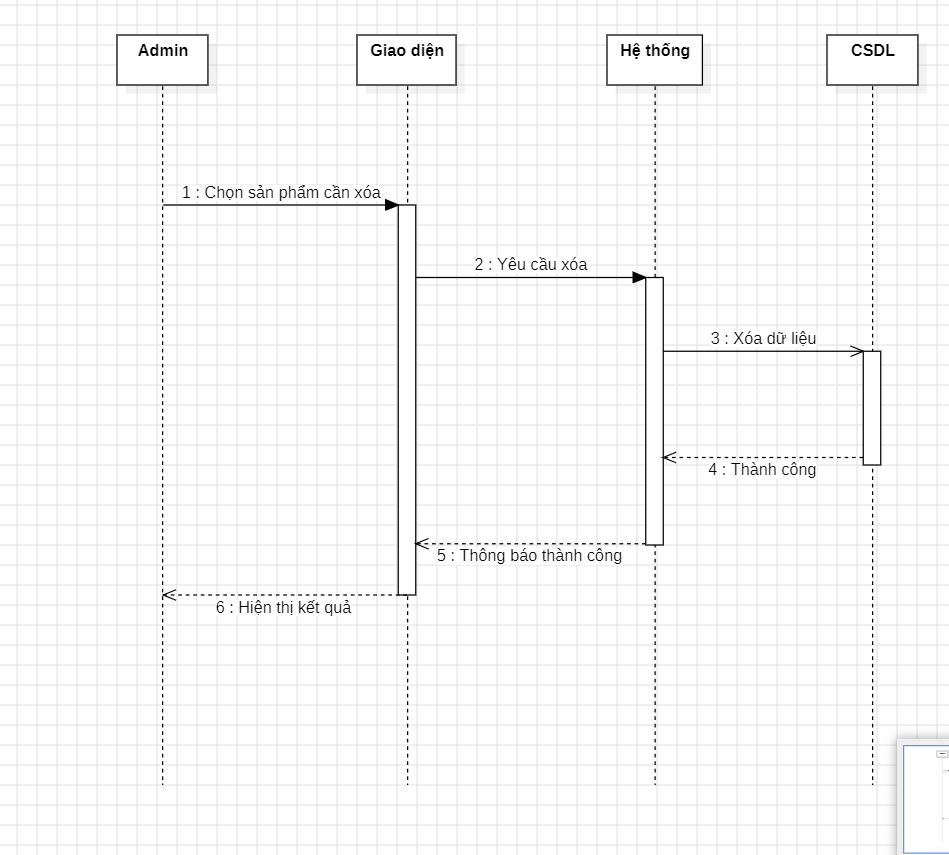 Admin
Giao diện
Hệ thống
CSDL
1 : Chọn sản phẩm cần xóa
2 : Yêu cầu xóa
3 : Xóa dữ liệu
4 : Thành công
5 : Thông báo thành công
6 : Hiện thị kết quả